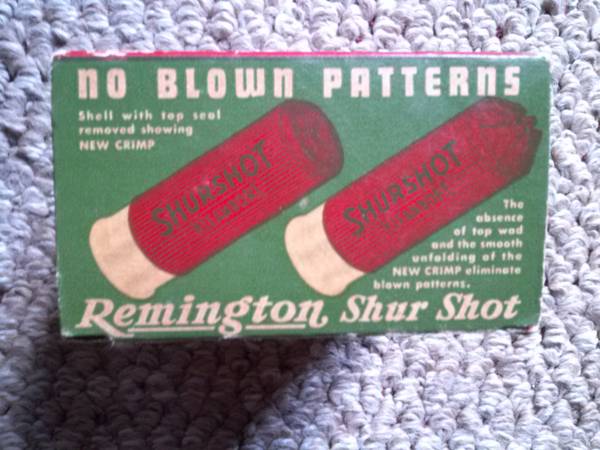 NO BLOWN PATTERNS
Shell with top seal
removed showing
NEW CRIMP
SHURSHOT
SHURSHOT
The
absence
of top wad
and the smooth
unfolding of the
NEW CRIMP eliminate
blown patterns.
Remington Shur Shot